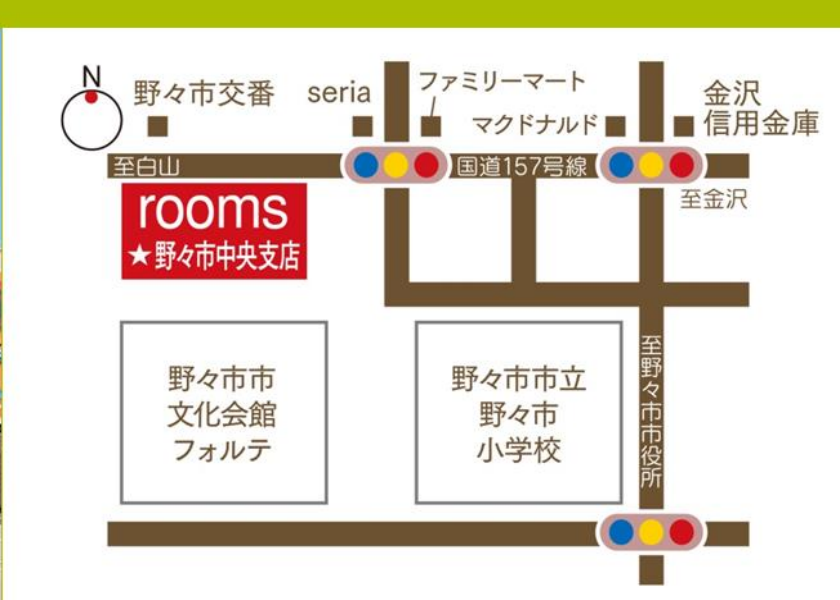 N
野々市交番
seria
ファミリーマート
マクドナルド
金沢
信用金庫
至白山
国道157号線
至金沢
rooms
★野々市中央支店
野々市市
文化会館
フォルテ
野々市市立
野々市
小学校
至野々市市役所